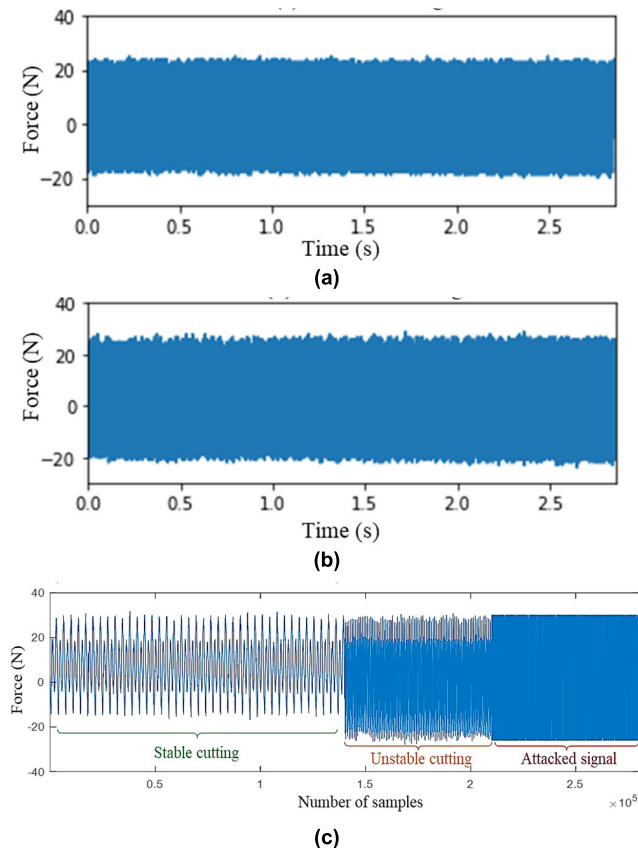 40
20
0
−20
Force (N)
0.0 0.5 1.0 1.5 2.0 2.5
Time (s)
(a)
40
20
0
−20
Force (N)
0.0 0.5 1.0 1.5 2.0 2.5
Time (s)
(b)
40
20
0
-20
-40
Force (N)
Stable cutting
Unstable cutting
Attacked signal
0.5 1 1.5 2 2.5
Number of samples
×10⁵
(c)